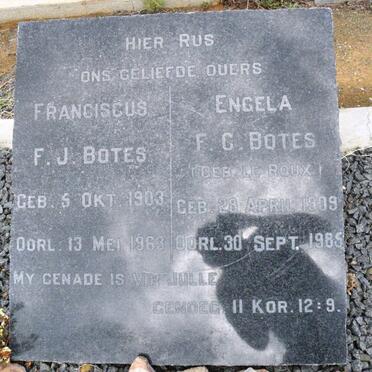 HIER RUS
ONS GELIEFDE OUERS
FRANCISCUS
F. J. BOTES
GEB. 5 OKT. 1903
OORL. 13 MEI 1963
ENGELA
F. C. BOTES
(GEB. LE ROUX)
GEB. 28 APRIL 1909
OORL. 30 SEPT. 1985
MY GENADE IS VIR JULLE
GENOEG. II KOR. 12:9.